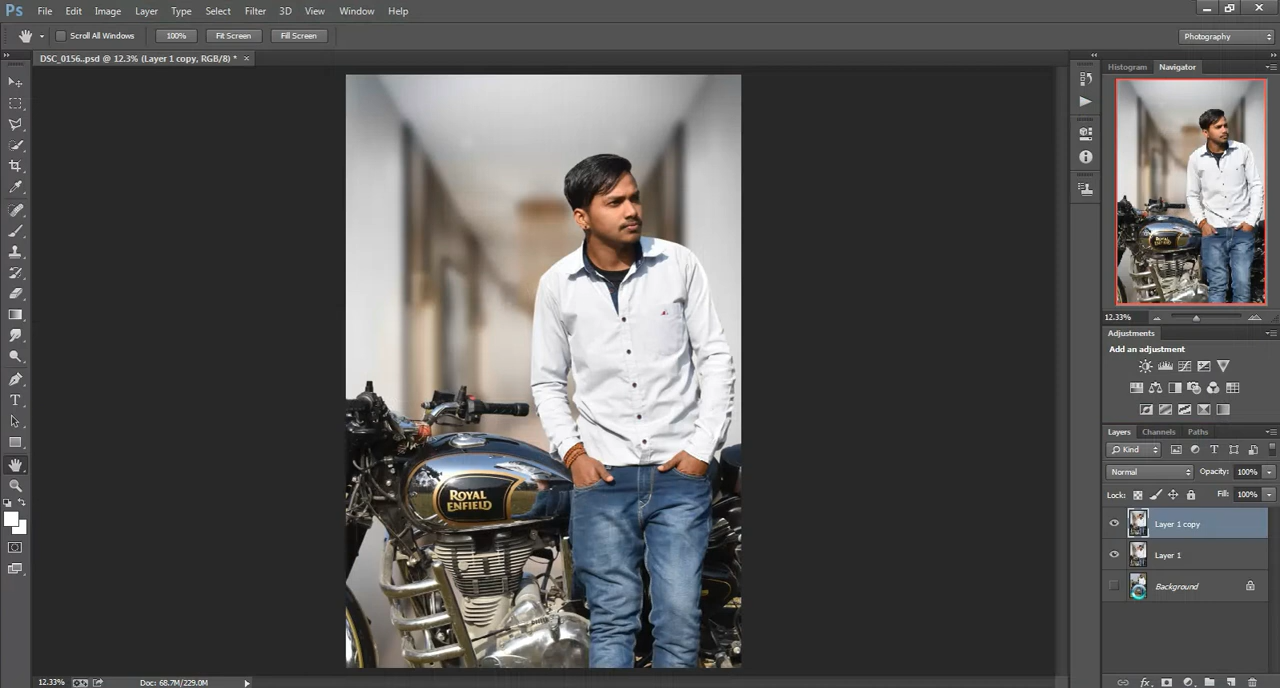 Ps File Edit Image Layer Type Select Filter 3D View Window Help
Scroll All Windows 100% Fit Screen Fill Screen Photography
DSC_0156..psd @ 12.3% (Layer 1 copy, RGB/8) * ×
Histogram Navigator
12.33%
Adjustments
Add an adjustment
Layers Channels Paths
Kind
Normal Opacity: 100%
Lock: Fill: 100%
Layer 1 copy
Layer 1
Background
ROYAL
ENFIELD
12.33% Doc: 68.7M/229.0M